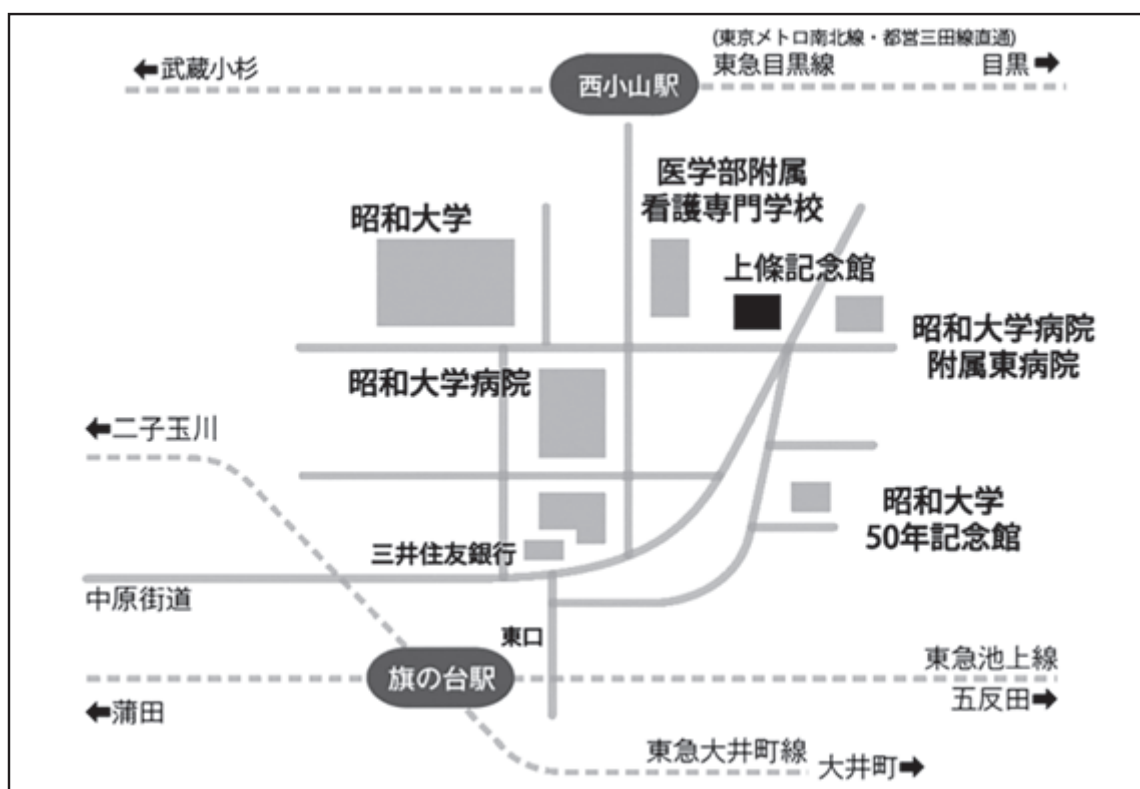 (東京メトロ南北線・都営三田線直通)
←武蔵小杉
西小山駅
東急目黒線
目黒→
医学部附属
看護専門学校
昭和大学
上條記念館
昭和大学病院
附属東病院
昭和大学病院
←二子玉川
昭和大学
50年記念館
三井住友銀行
中原街道
東口
旗の台駅
東急池上線
←蒲田
五反田→
東急大井町線
大井町→